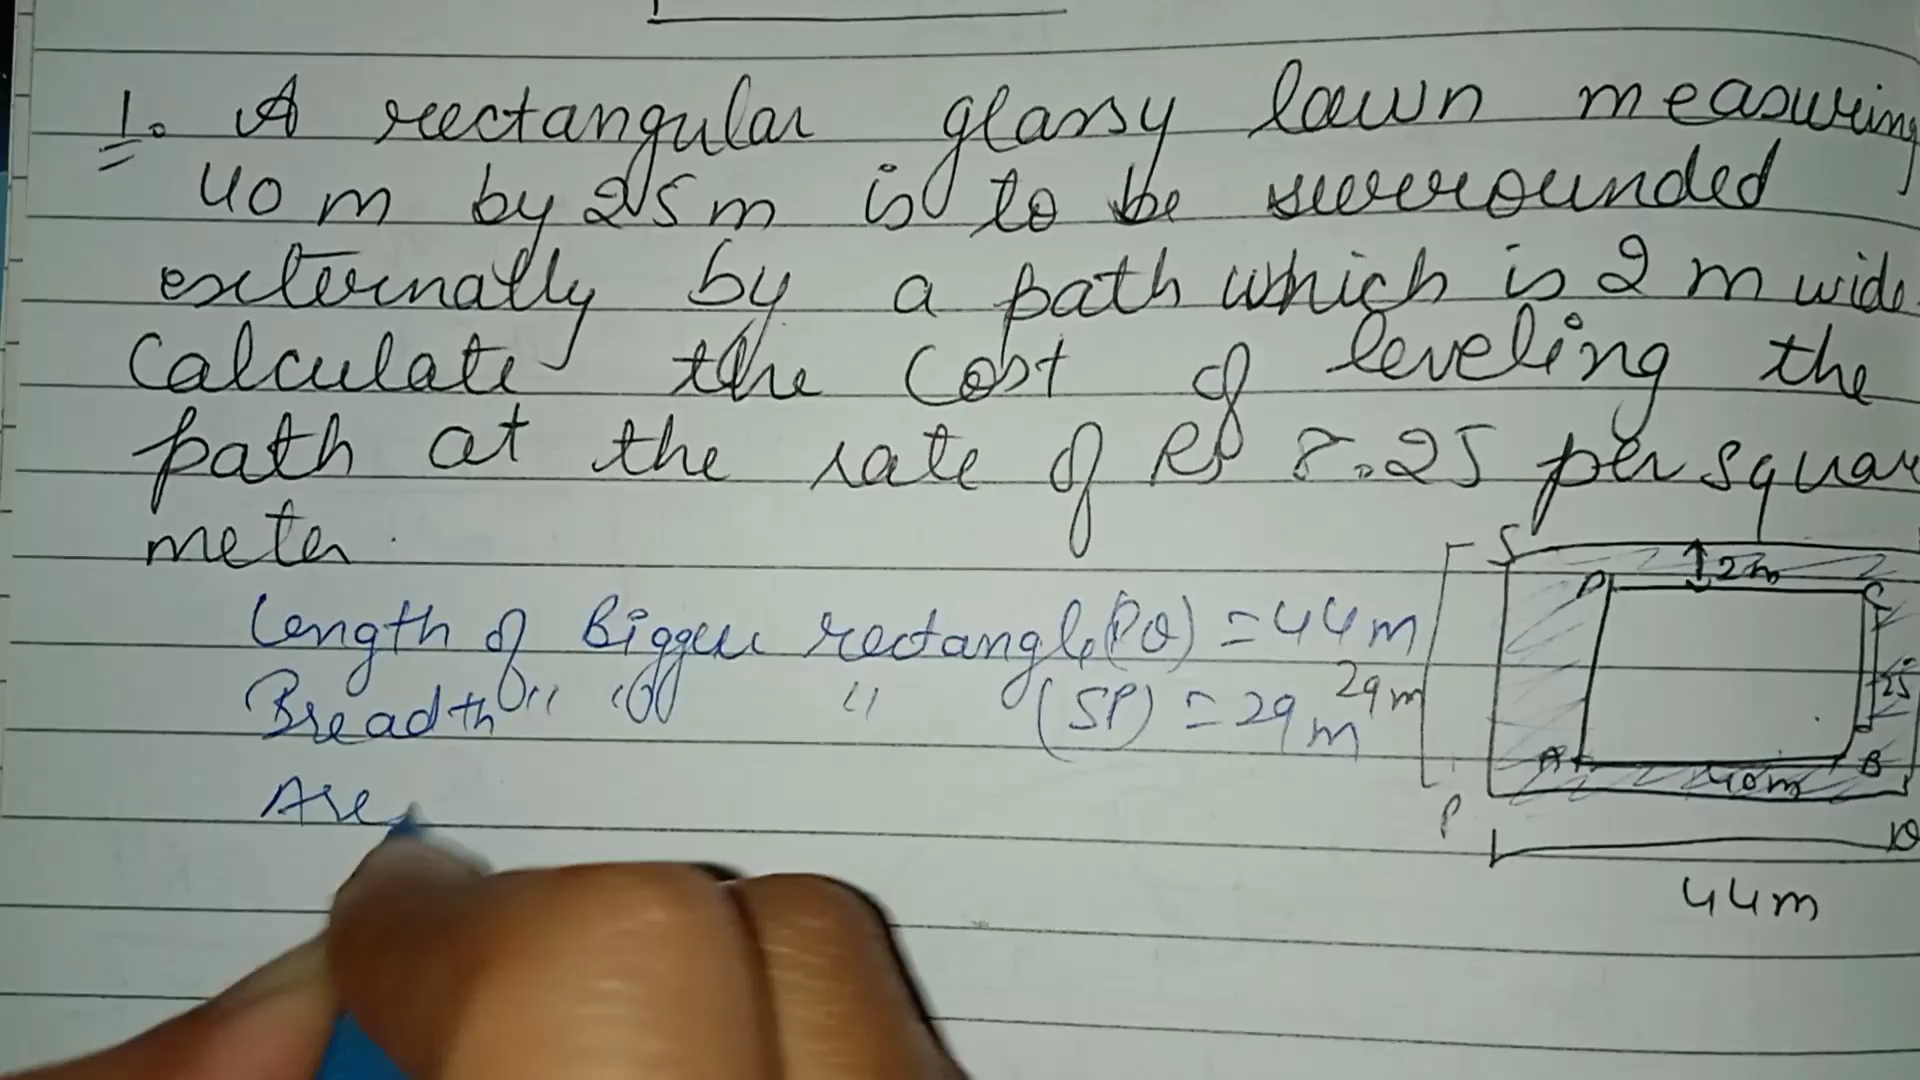 1. A rectangular glassy lawn measuring
40 m by 25 m is to be surrounded
externally by a path which is 2 m wide.
Calculate the cost of leveling the
path at the rate of Rs 8.25 per square
meter.
Length of Bigger rectangle (PQ) = 44m
Breadth " " " (SP) = 29 m
Are
S
2m
D
C
29m
25
A
40m
B
P
Q
44m